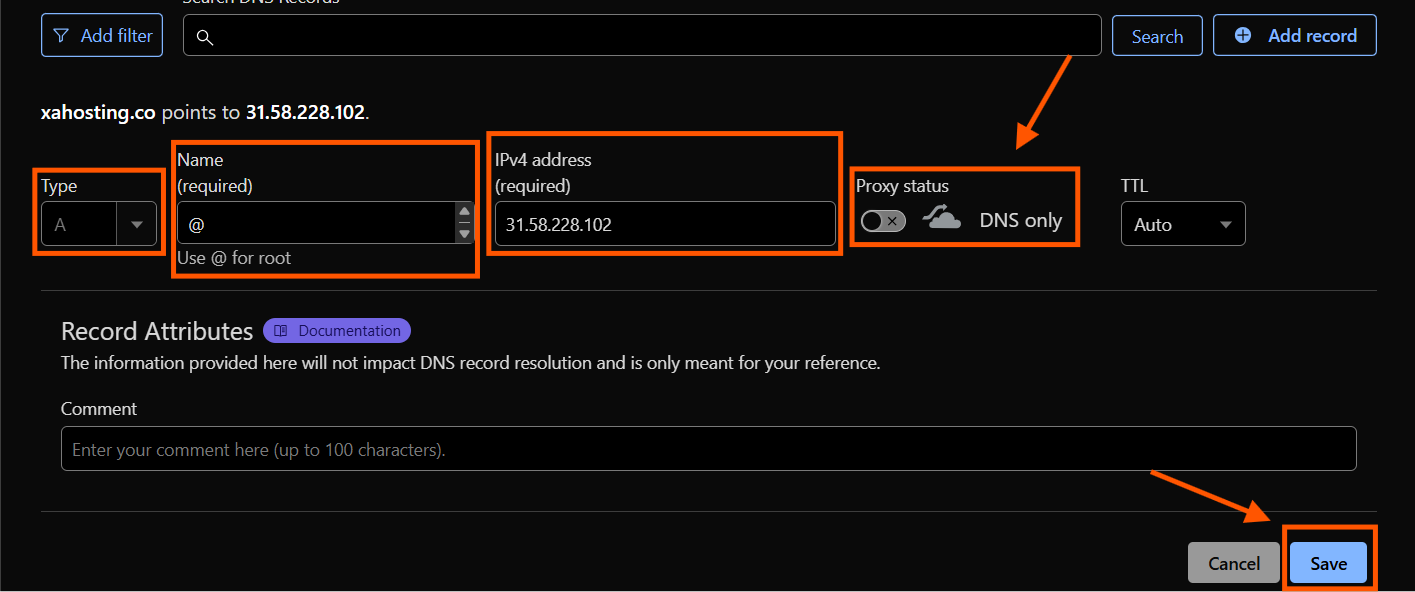 Search DNS Records
Add filter
Search
Add record
xahosting.co points to 31.58.228.102.
Type
A
Name
(required)
@
Use @ for root
IPv4 address
(required)
31.58.228.102
Proxy status
DNS only
TTL
Auto
Record Attributes
Documentation
The information provided here will not impact DNS record resolution and is only meant for your reference.
Comment
Enter your comment here (up to 100 characters).
Cancel
Save